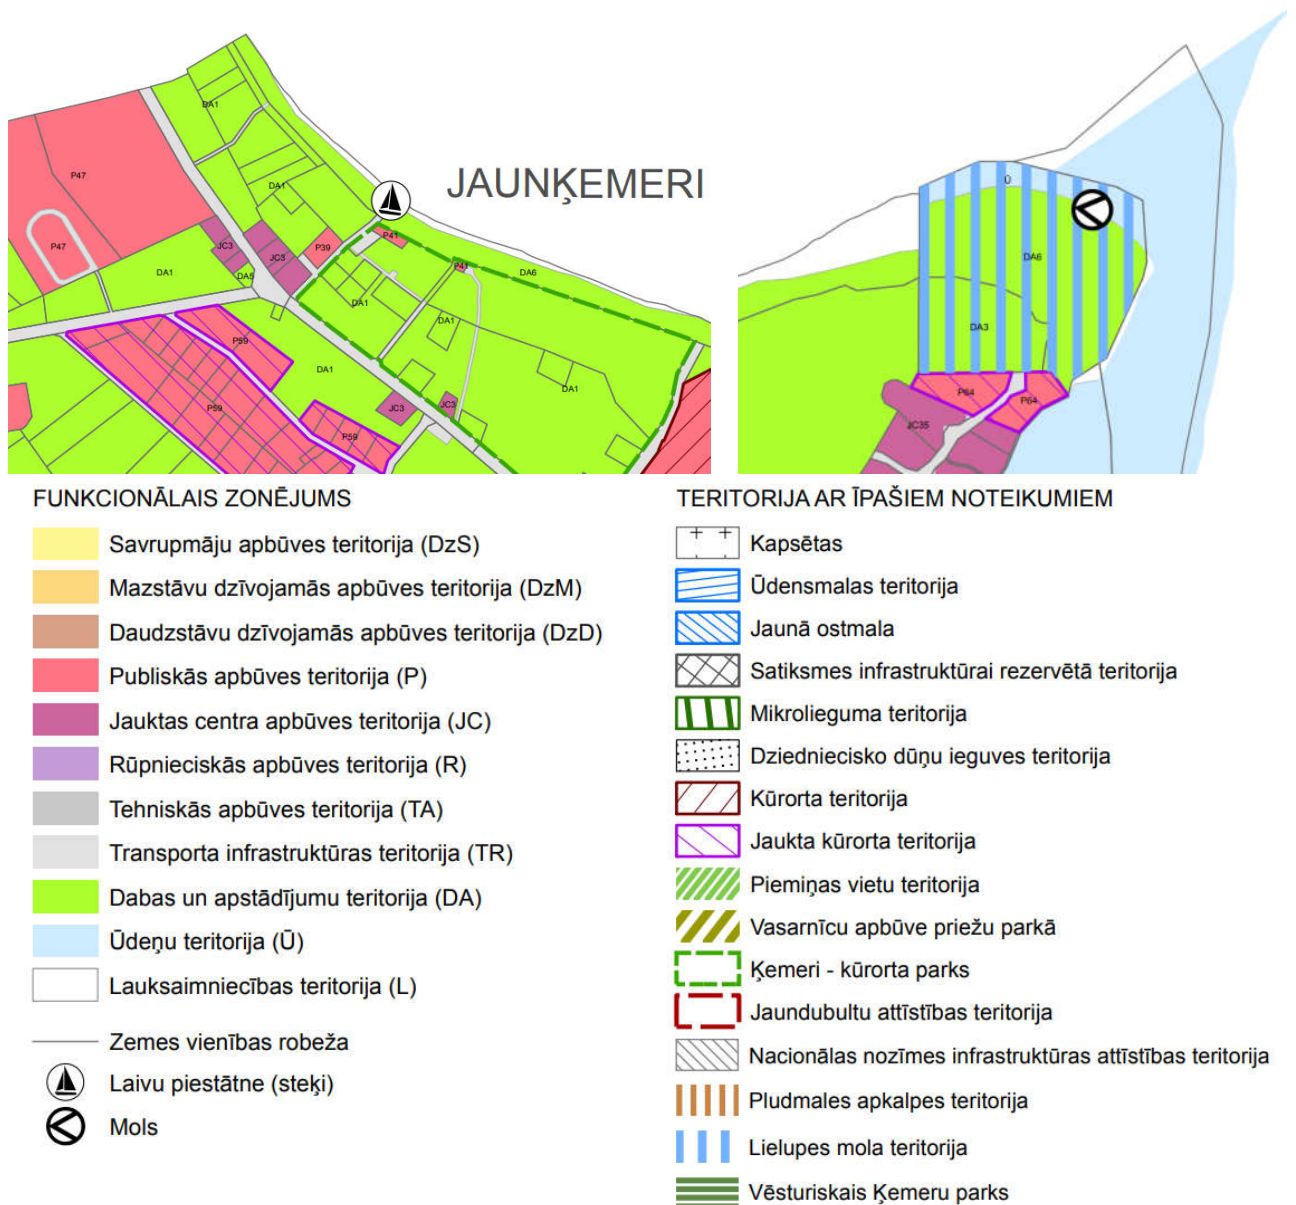 DA1
JAUNĶEMERI
P47
DA1
P47
JC3
P39
P41
JC3
DA1
DA5
P41
DA6
DA1
DA1
P59
DA1
DA1
P59
JC3
JC3
P59
Ū
DA6
DA3
P64
P64
JC35
FUNKCIONĀLAIS ZONĒJUMS
Savrupmāju apbūves teritorija (DzS)
Mazstāvu dzīvojamās apbūves teritorija (DzM)
Daudzstāvu dzīvojamās apbūves teritorija (DzD)
Publiskās apbūves teritorija (P)
Jauktas centra apbūves teritorija (JC)
Rūpnieciskās apbūves teritorija (R)
Tehniskās apbūves teritorija (TA)
Transporta infrastruktūras teritorija (TR)
Dabas un apstādījumu teritorija (DA)
Ūdeņu teritorija (Ū)
Lauksaimniecības teritorija (L)
Zemes vienības robeža
Laivu piestātne (steķi)
Mols
TERITORIJA AR ĪPAŠIEM NOTEIKUMIEM
Kapsētas
Ūdensmalas teritorija
Jaunā ostmala
Satiksmes infrastruktūrai rezervētā teritorija
Mikrolieguma teritorija
Dziedniecisko dūņu ieguves teritorija
Kūrorta teritorija
Jaukta kūrorta teritorija
Piemiņas vietu teritorija
Vasarnīcu apbūve priežu parkā
Ķemeri - kūrorta parks
Jaundubultu attīstības teritorija
Nacionālas nozīmes infrastruktūras attīstības teritorija
Pludmales apkalpes teritorija
Lielupes mola teritorija
Vēsturiskais Ķemeru parks